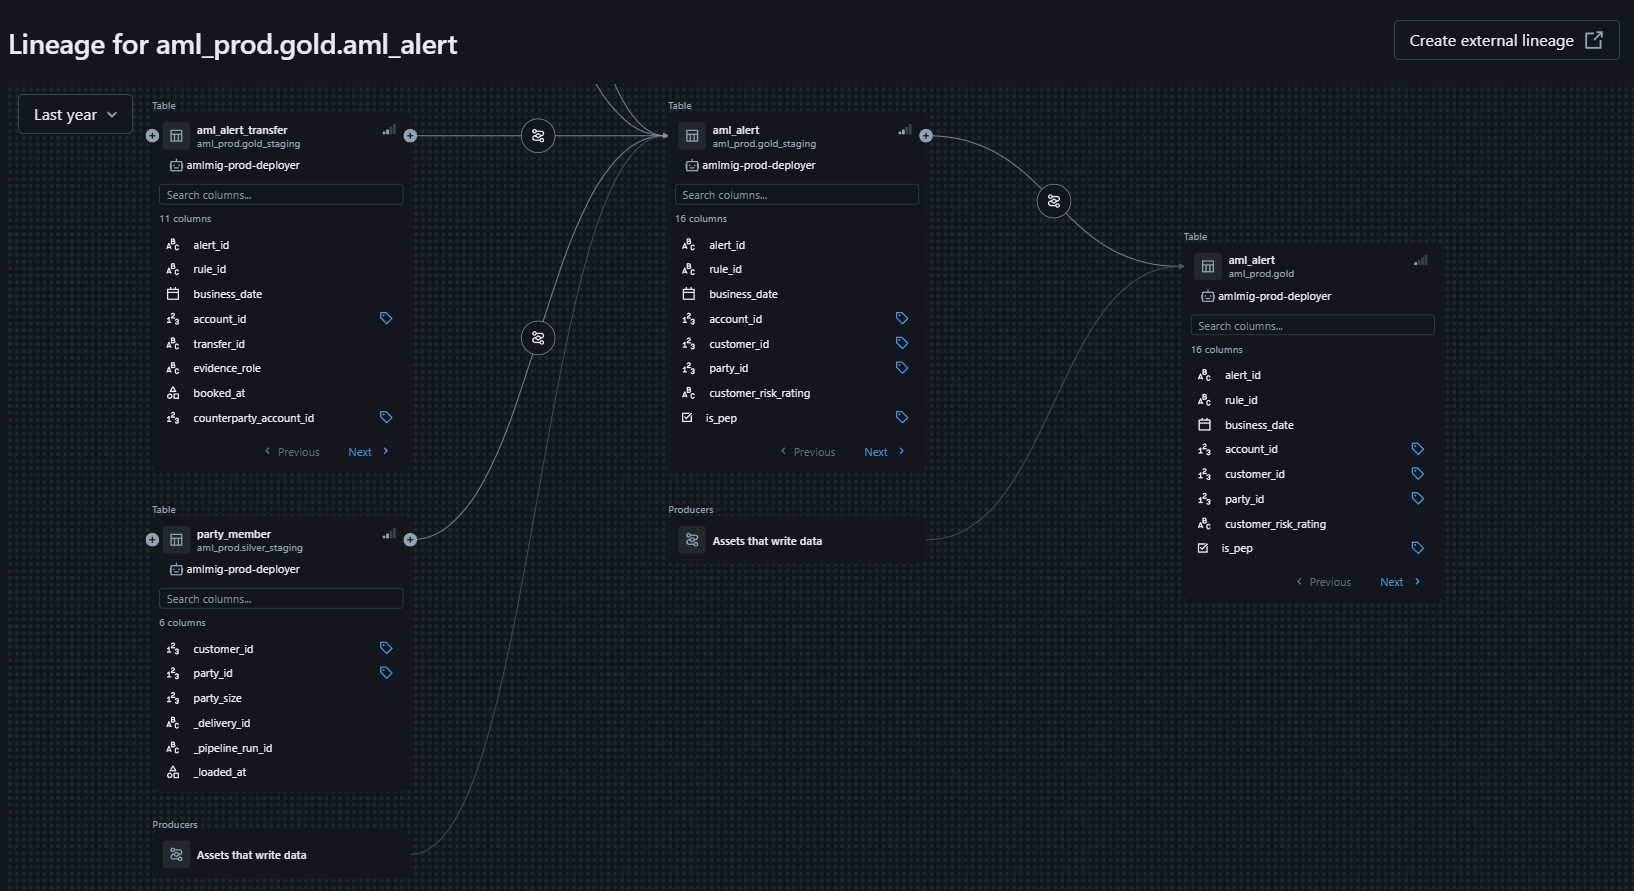 Lineage for aml_prod.gold.aml_alert
Create external lineage
Last year
Table
aml_alert_transfer
aml_prod.gold_staging
amlmig-prod-deployer
Search columns...
11 columns
alert_id
rule_id
business_date
account_id
transfer_id
evidence_role
booked_at
counterparty_account_id
Previous
Next
Table
party_member
aml_prod.silver_staging
amlmig-prod-deployer
Search columns...
6 columns
customer_id
party_id
party_size
_delivery_id
_pipeline_run_id
_loaded_at
Producers
Assets that write data
Table
aml_alert
aml_prod.gold_staging
amlmig-prod-deployer
Search columns...
16 columns
alert_id
rule_id
business_date
account_id
customer_id
party_id
customer_risk_rating
is_pep
Previous
Next
Producers
Assets that write data
Table
aml_alert
aml_prod.gold
amlmig-prod-deployer
Search columns...
16 columns
alert_id
rule_id
business_date
account_id
customer_id
party_id
customer_risk_rating
is_pep
Previous
Next